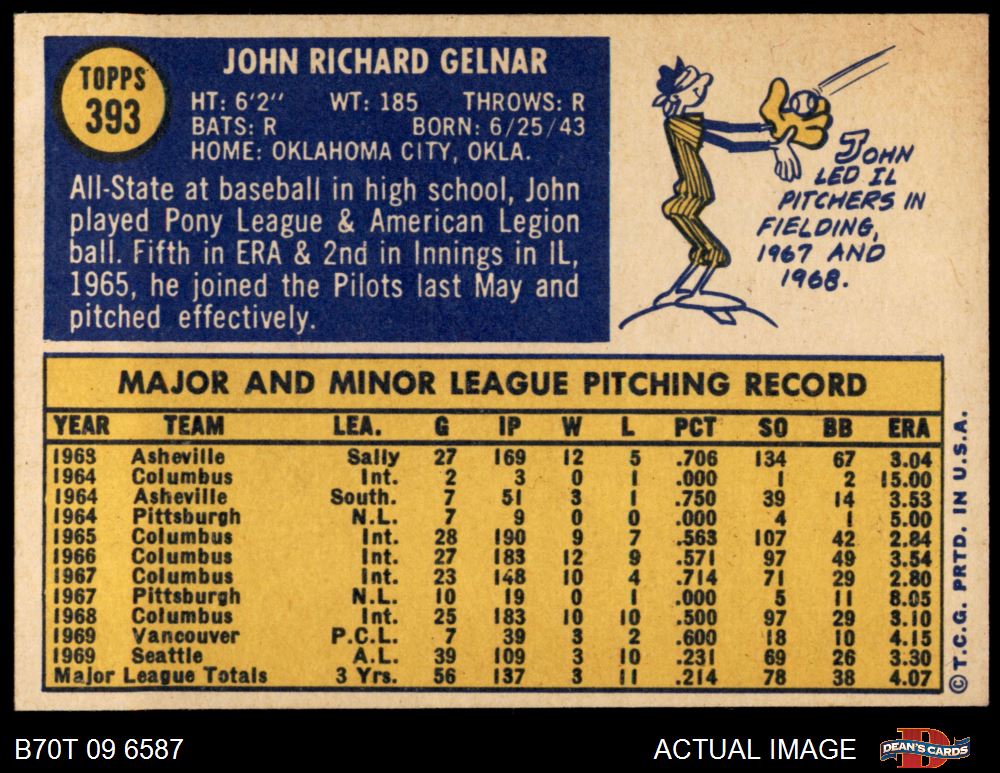 TOPPS
393
JOHN RICHARD GELNAR
HT: 6'2" WT: 185 THROWS: R
BATS: R BORN: 6/25/43
HOME: OKLAHOMA CITY, OKLA.
All-State at baseball in high school, John
played Pony League & American Legion
ball. Fifth in ERA & 2nd in Innings in IL,
1965, he joined the Pilots last May and
pitched effectively.
JOHN
LED IL
PITCHERS IN
FIELDING,
1967 AND
1968.
MAJOR AND MINOR LEAGUE PITCHING RECORD
YEAR TEAM LEA. G IP W L PCT SO BB ERA
1963 Asheville Sally 27 169 12 5 .706 134 67 3.04
1964 Columbus Int. 2 3 0 1 .000 1 2 15.00
1964 Asheville South. 7 51 3 1 .750 39 14 3.53
1964 Pittsburgh N.L. 7 9 0 0 .000 4 1 5.00
1965 Columbus Int. 28 190 9 7 .563 107 42 2.84
1966 Columbus Int. 27 183 12 9 .571 97 49 3.54
1967 Columbus Int. 23 148 10 4 .714 71 29 2.80
1967 Pittsburgh N.L. 10 19 0 1 .000 5 11 8.05
1968 Columbus Int. 25 183 10 10 .500 97 29 3.10
1969 Vancouver P.C.L. 7 39 3 2 .600 18 10 4.15
1969 Seattle A.L. 39 109 3 10 .231 69 26 3.30
Major League Totals 3 Yrs. 56 137 3 11 .214 78 38 4.07
© T.C.G. PRTD. IN U.S.A.
B70T 09 6587
ACTUAL IMAGE
D
DEAN'S CARDS